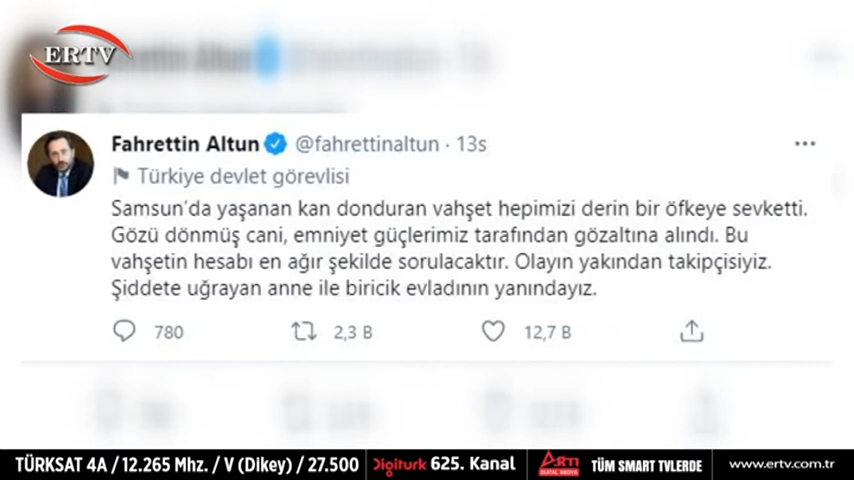 ERTV
Fahrettin Altun @fahrettinaltun · 13s
Türkiye devlet görevlisi
Samsun'da yaşanan kan donduran vahşet hepimizi derin bir öfkeye sevketti.
Gözü dönmüş cani, emniyet güçlerimiz tarafından gözaltına alındı. Bu
vahşetin hesabı en ağır şekilde sorulacaktır. Olayın yakından takipçisiyiz.
Şiddete uğrayan anne ile biricik evladının yanındayız.
780 2,3 B 12,7 B
TÜRKSAT 4A / 12.265 Mhz. / V (Dikey) / 27.500 Digiturk 625. Kanal ARTI DİJİTAL MEDYA TÜM SMART TVLERDE www.ertv.com.tr